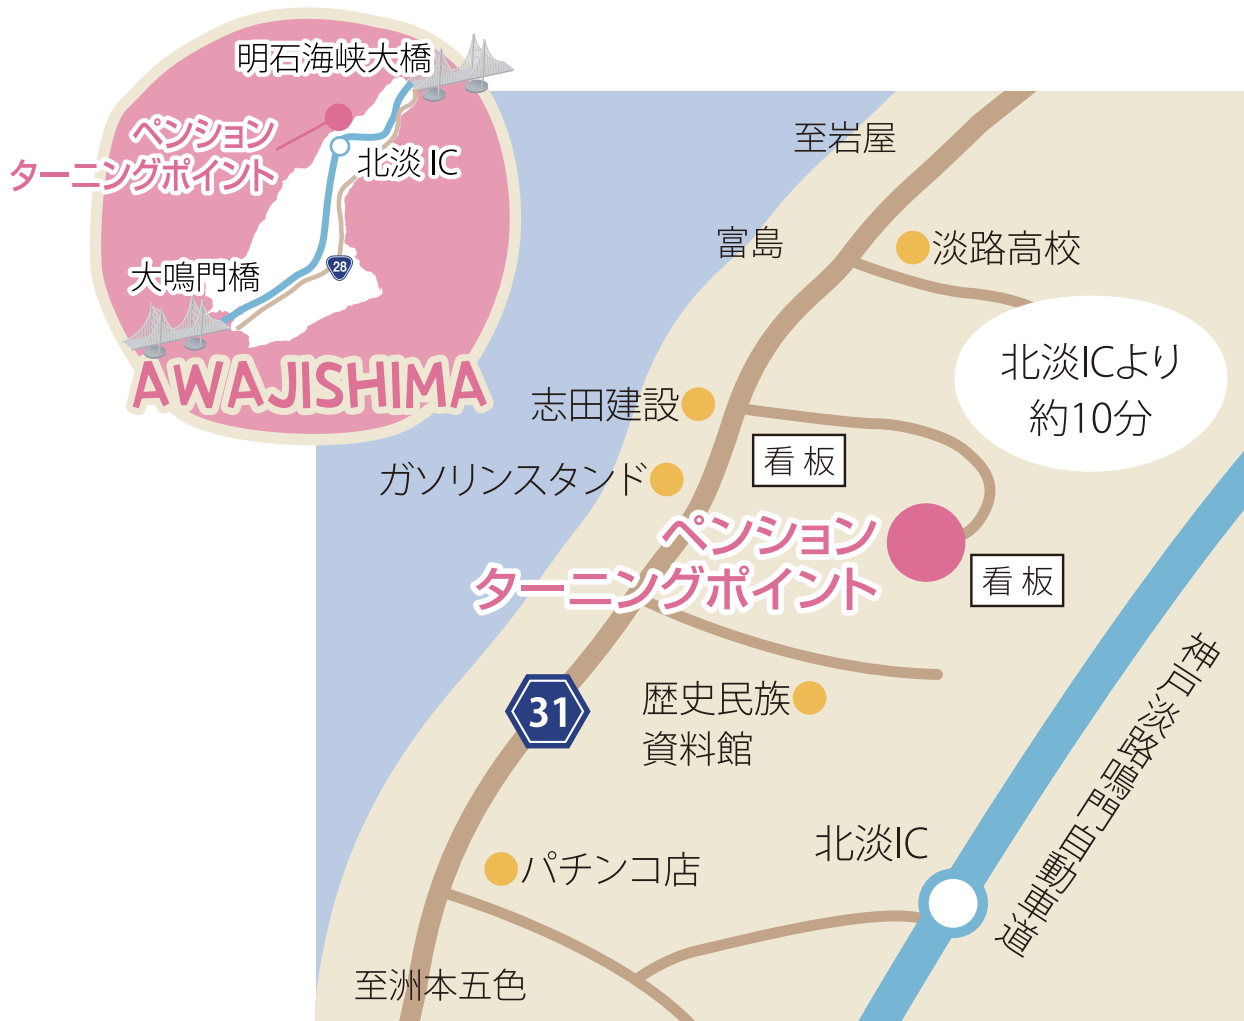 明石海峡大橋
ペンション
ターニングポイント
北淡 IC
大鳴門橋
28
AWAJISHIMA
至岩屋
富島
淡路高校
北淡ICより
約10分
志田建設
看 板
ガソリンスタンド
ペンション
ターニングポイント
看 板
31
歴史民族
資料館
神戸淡路鳴門自動車道
北淡IC
パチンコ店
至洲本五色